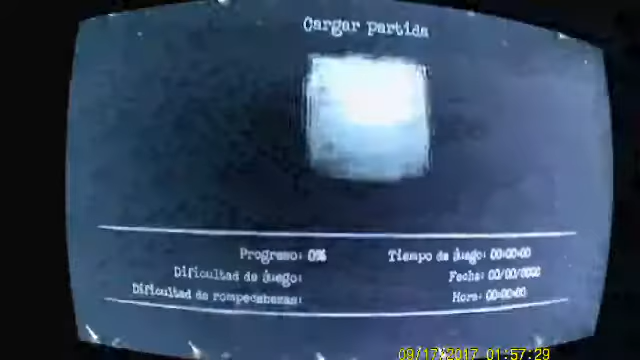 Cargar partida
Progreso: 0% Tiempo de juego: 00:00:00
Dificultad de juego: Fecha: 00/00/0000
Dificultad de rompecabezas: Hora: 00:00:00
09/17/2017 01:57:29